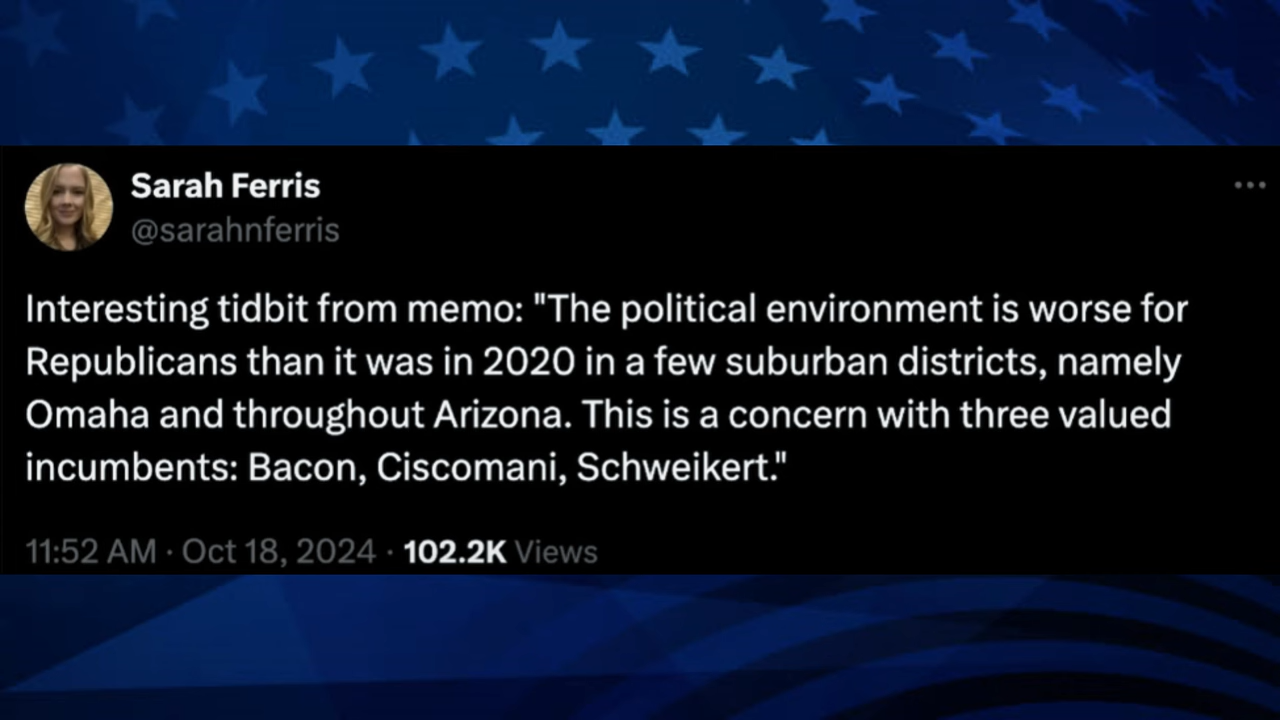 Sarah Ferris
@sarahnferris
Interesting tidbit from memo: "The political environment is worse for
Republicans than it was in 2020 in a few suburban districts, namely
Omaha and throughout Arizona. This is a concern with three valued
incumbents: Bacon, Ciscomani, Schweikert."
11:52 AM · Oct 18, 2024 · 102.2K Views